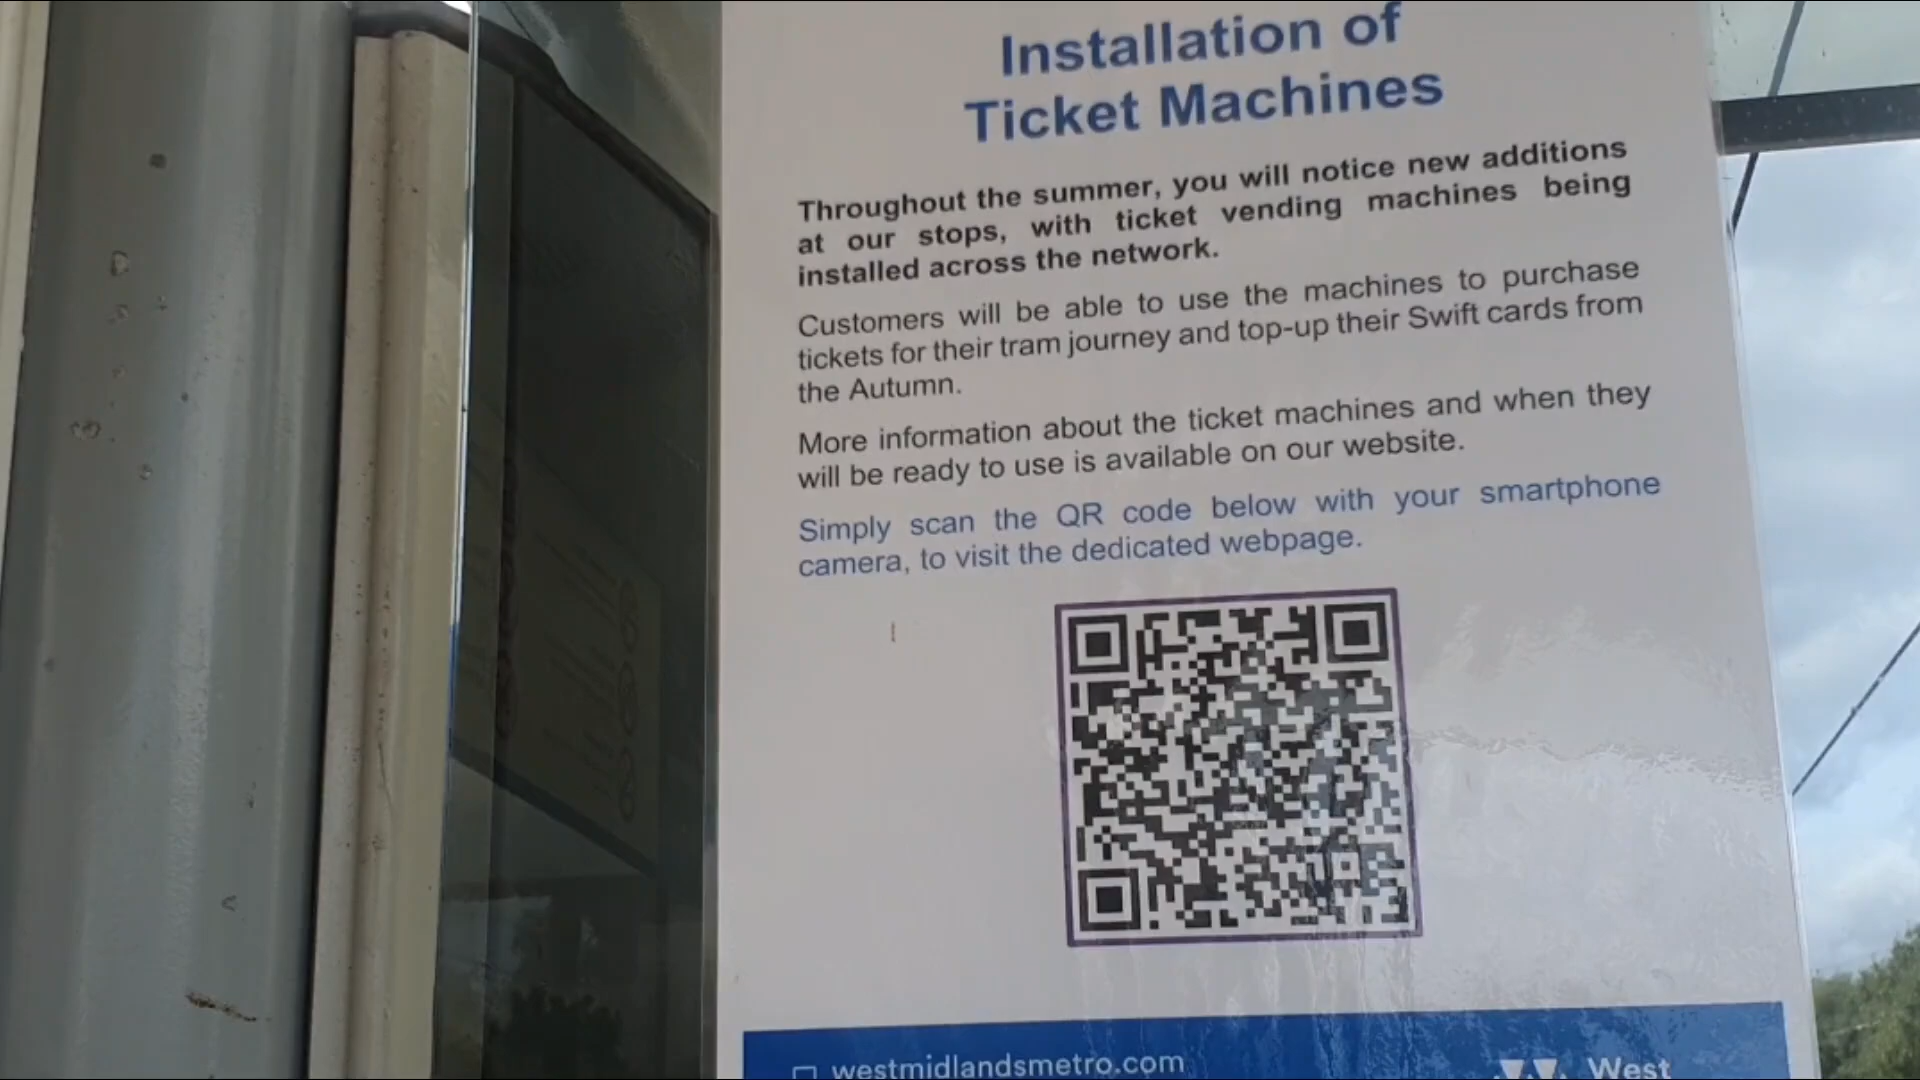 Installation of
Ticket Machines
Throughout the summer, you will notice new additions
at our stops, with ticket vending machines being
installed across the network.
Customers will be able to use the machines to purchase
tickets for their tram journey and top-up their Swift cards from
the Autumn.
More information about the ticket machines and when they
will be ready to use is available on our website.
Simply scan the QR code below with your smartphone
camera, to visit the dedicated webpage.
westmidlandsmetro.com
West